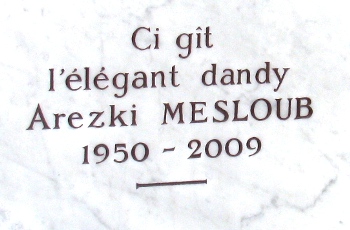 Ci gît
l'élégant dandy
Arezki MESLOUB
1950 - 2009